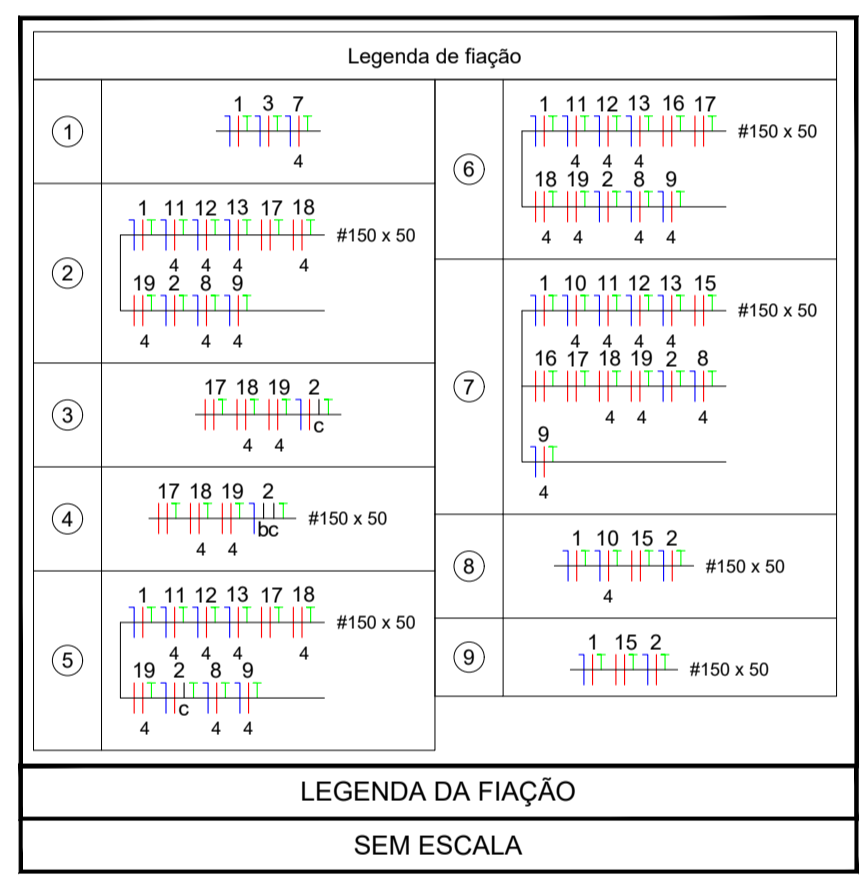 Legenda de fiação
1
1 3 7
4
2
1 11 12 13 17 18
#150 x 50
4 4 4 4
19 2 8 9
4 4 4
3
17 18 19 2
c
4 4
4
17 18 19 2
#150 x 50
bc
4 4
5
1 11 12 13 17 18
#150 x 50
4 4 4 4
19 2 8 9
c
4 4 4
6
1 11 12 13 16 17
#150 x 50
4 4 4
18 19 2 8 9
4 4 4 4
7
1 10 11 12 13 15
#150 x 50
4 4 4 4
16 17 18 19 2 8
4 4 4
9
4
8
1 10 15 2
#150 x 50
4
9
1 15 2
#150 x 50
LEGENDA DA FIAÇÃO
SEM ESCALA